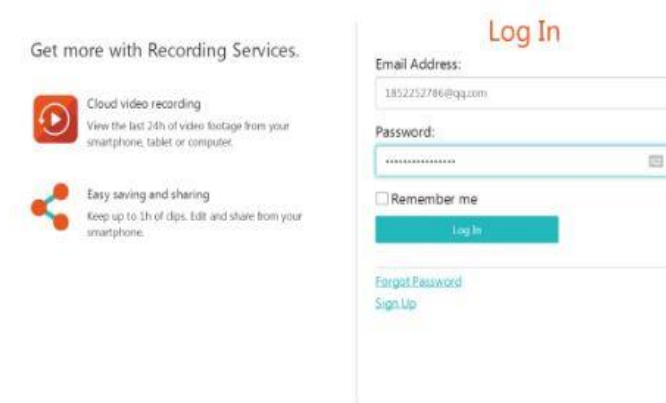 Get more with Recording Services.
Cloud video recording
View the last 24h of video footage from your
smartphone, tablet or computer.
Easy saving and sharing
Keep up to 1h of clips. Edit and share from your
smartphone.
Log In
Email Address:
1852252786@qq.com
Password:
••••••••••••••••
Remember me
Log In
Forgot Password
Sign Up